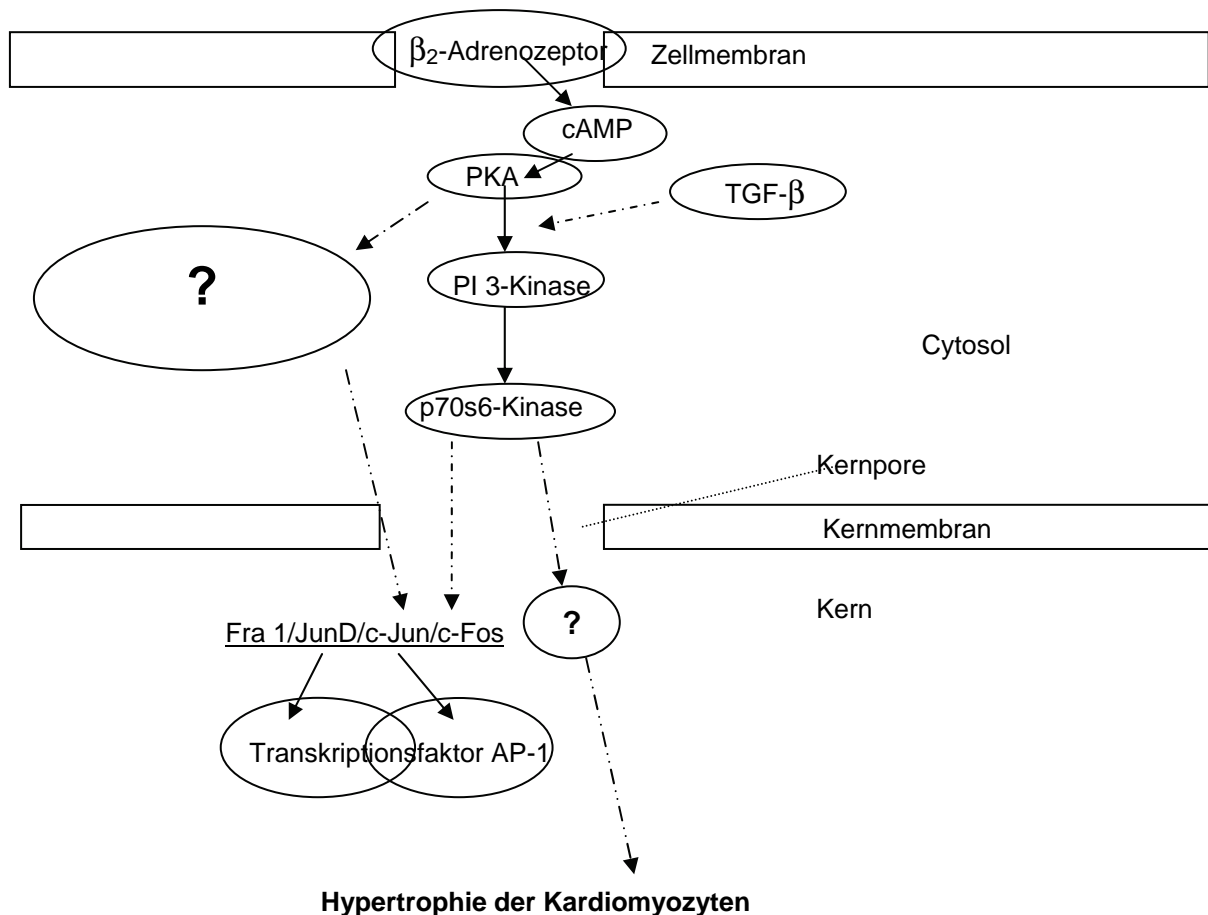 β2-Adrenozeptor
Zellmembran
cAMP
PKA
TGF-β
?
PI 3-Kinase
Cytosol
p70s6-Kinase
Kernpore
Kernmembran
Kern
?
Fra 1/JunD/c-Jun/c-Fos
Transkriptionsfaktor AP-1
Hypertrophie der Kardiomyozyten